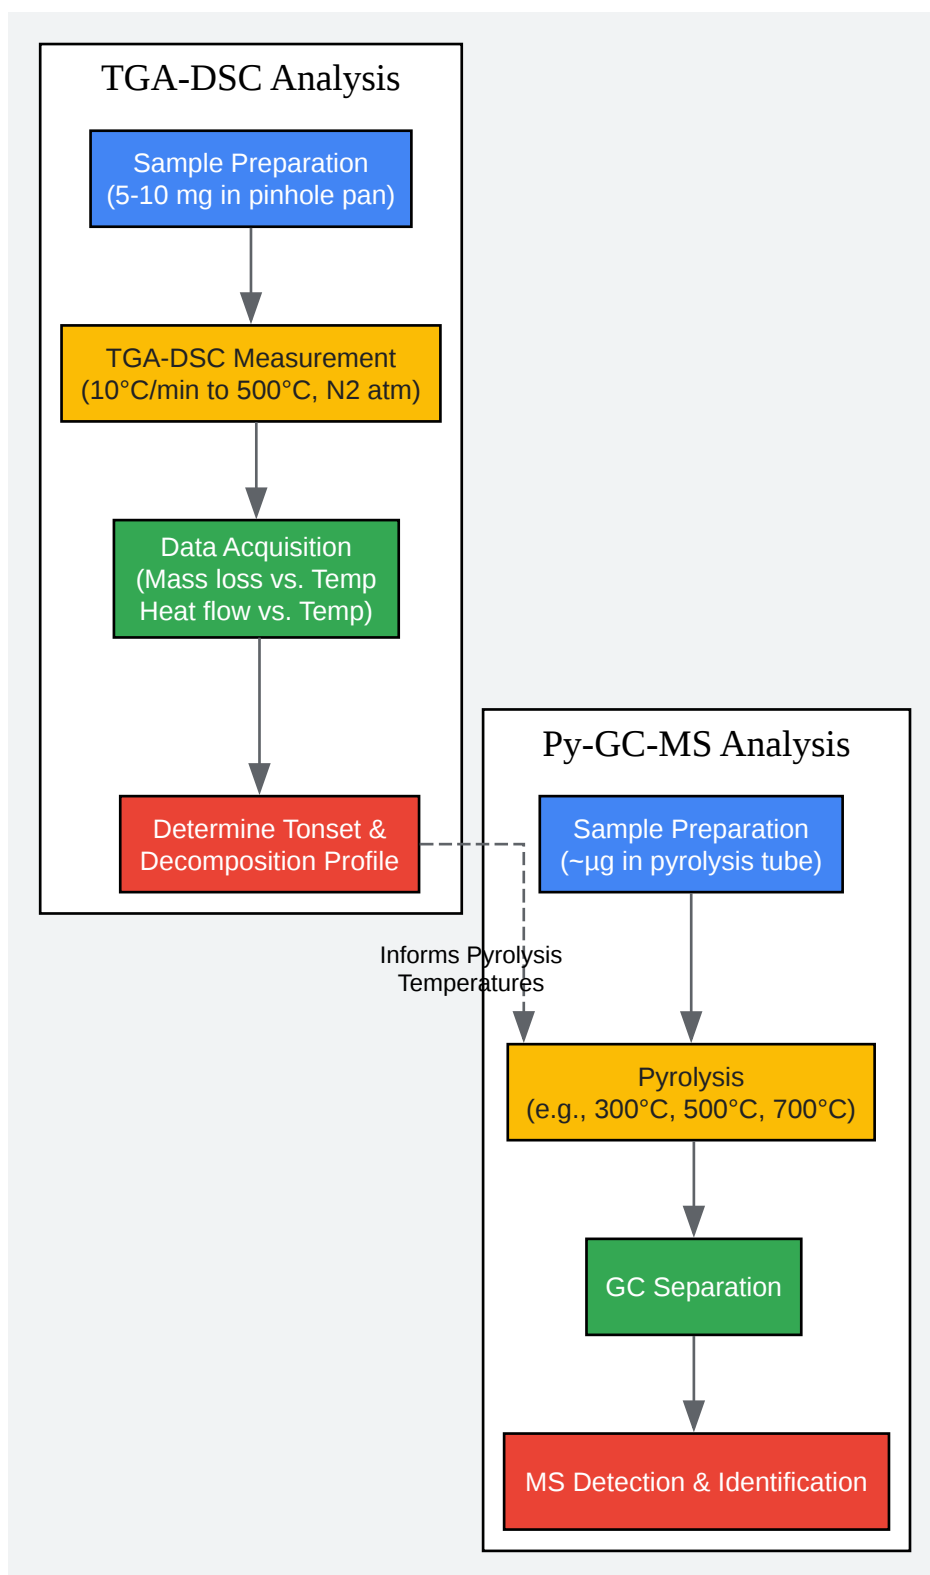 TGA-DSC Analysis
Sample Preparation
(5-10 mg in pinhole pan)
TGA-DSC Measurement
(10°C/min to 500°C, N2 atm)
Data Acquisition
(Mass loss vs. Temp
Heat flow vs. Temp)
Determine Tonset &
Decomposition Profile
Informs Pyrolysis
Temperatures
Py-GC-MS Analysis
Sample Preparation
(~µg in pyrolysis tube)
Pyrolysis
(e.g., 300°C, 500°C, 700°C)
GC Separation
MS Detection & Identification